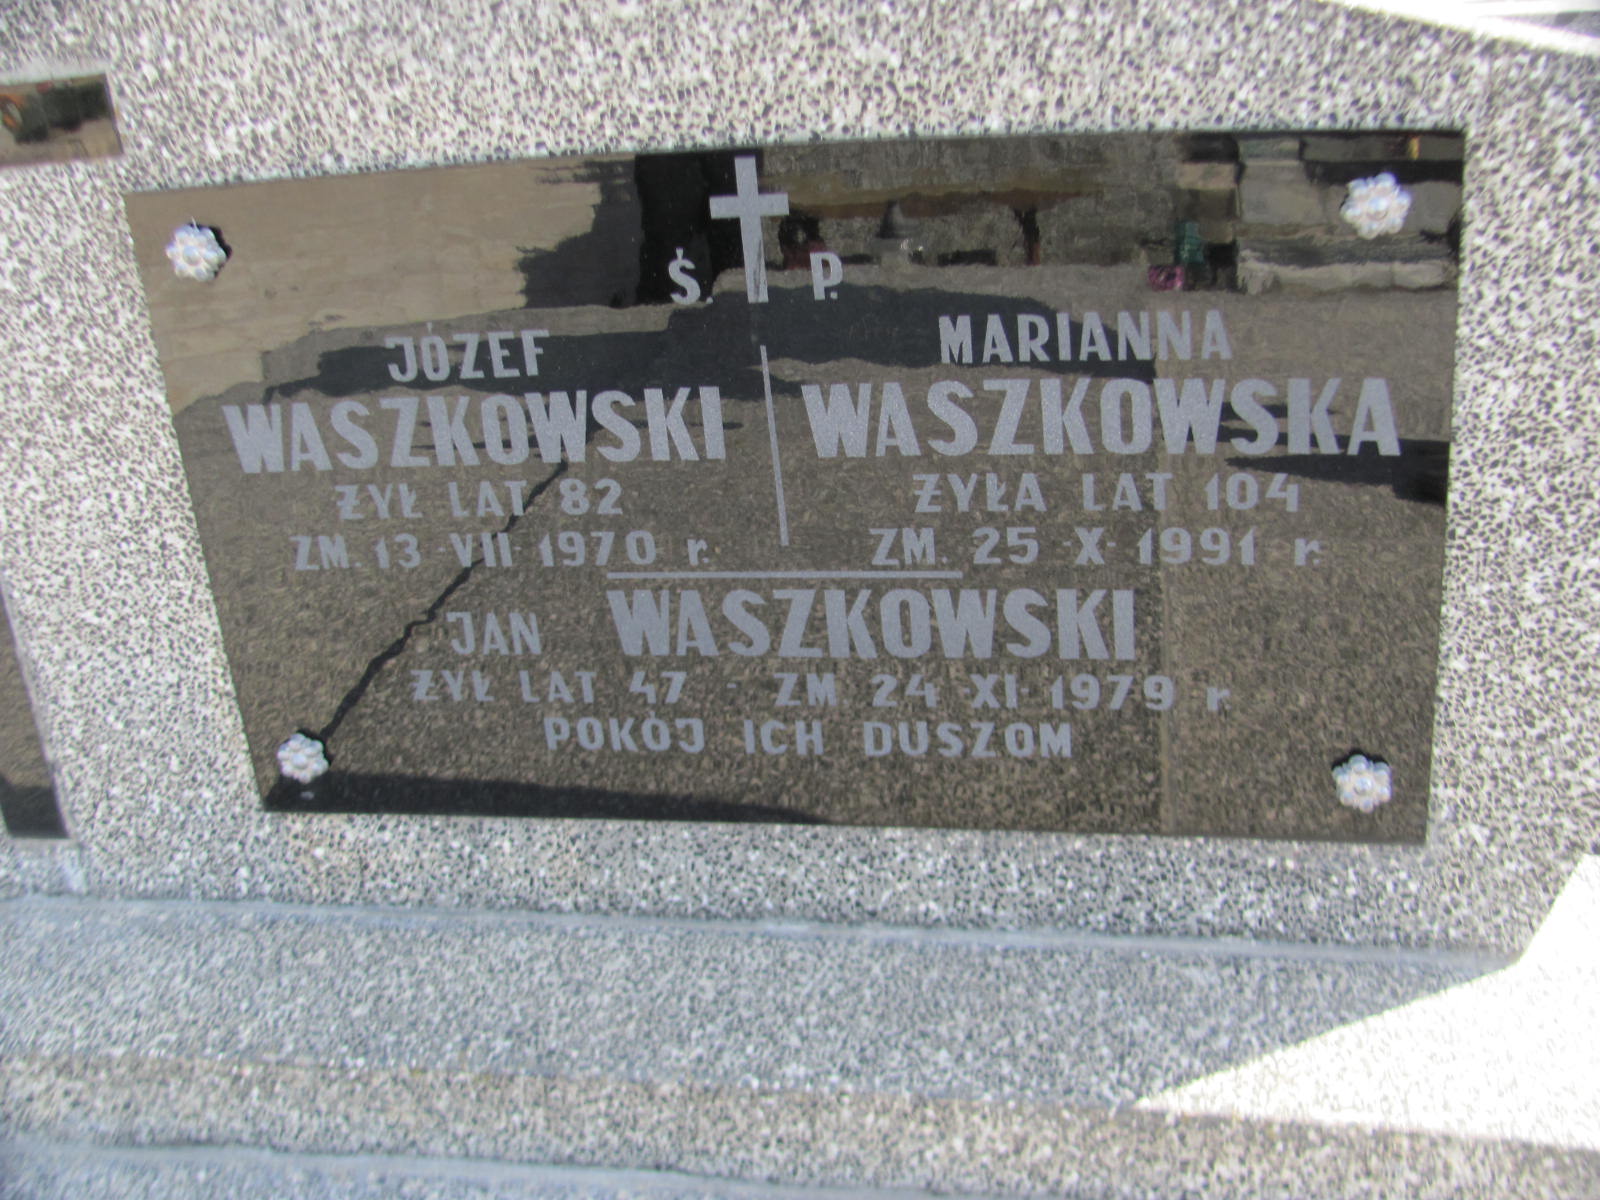 Ś. P.
JÓZEF
WASZKOWSKI
ŻYŁ LAT 82
ZM. 13 - VII - 1970 r.
MARIANNA
WASZKOWSKA
ŻYŁA LAT 104
ZM. 25 - X - 1991 r.
JAN WASZKOWSKI
ŻYŁ LAT 47 - ZM 24 - XI - 1979 r
POKÓJ ICH DUSZOM